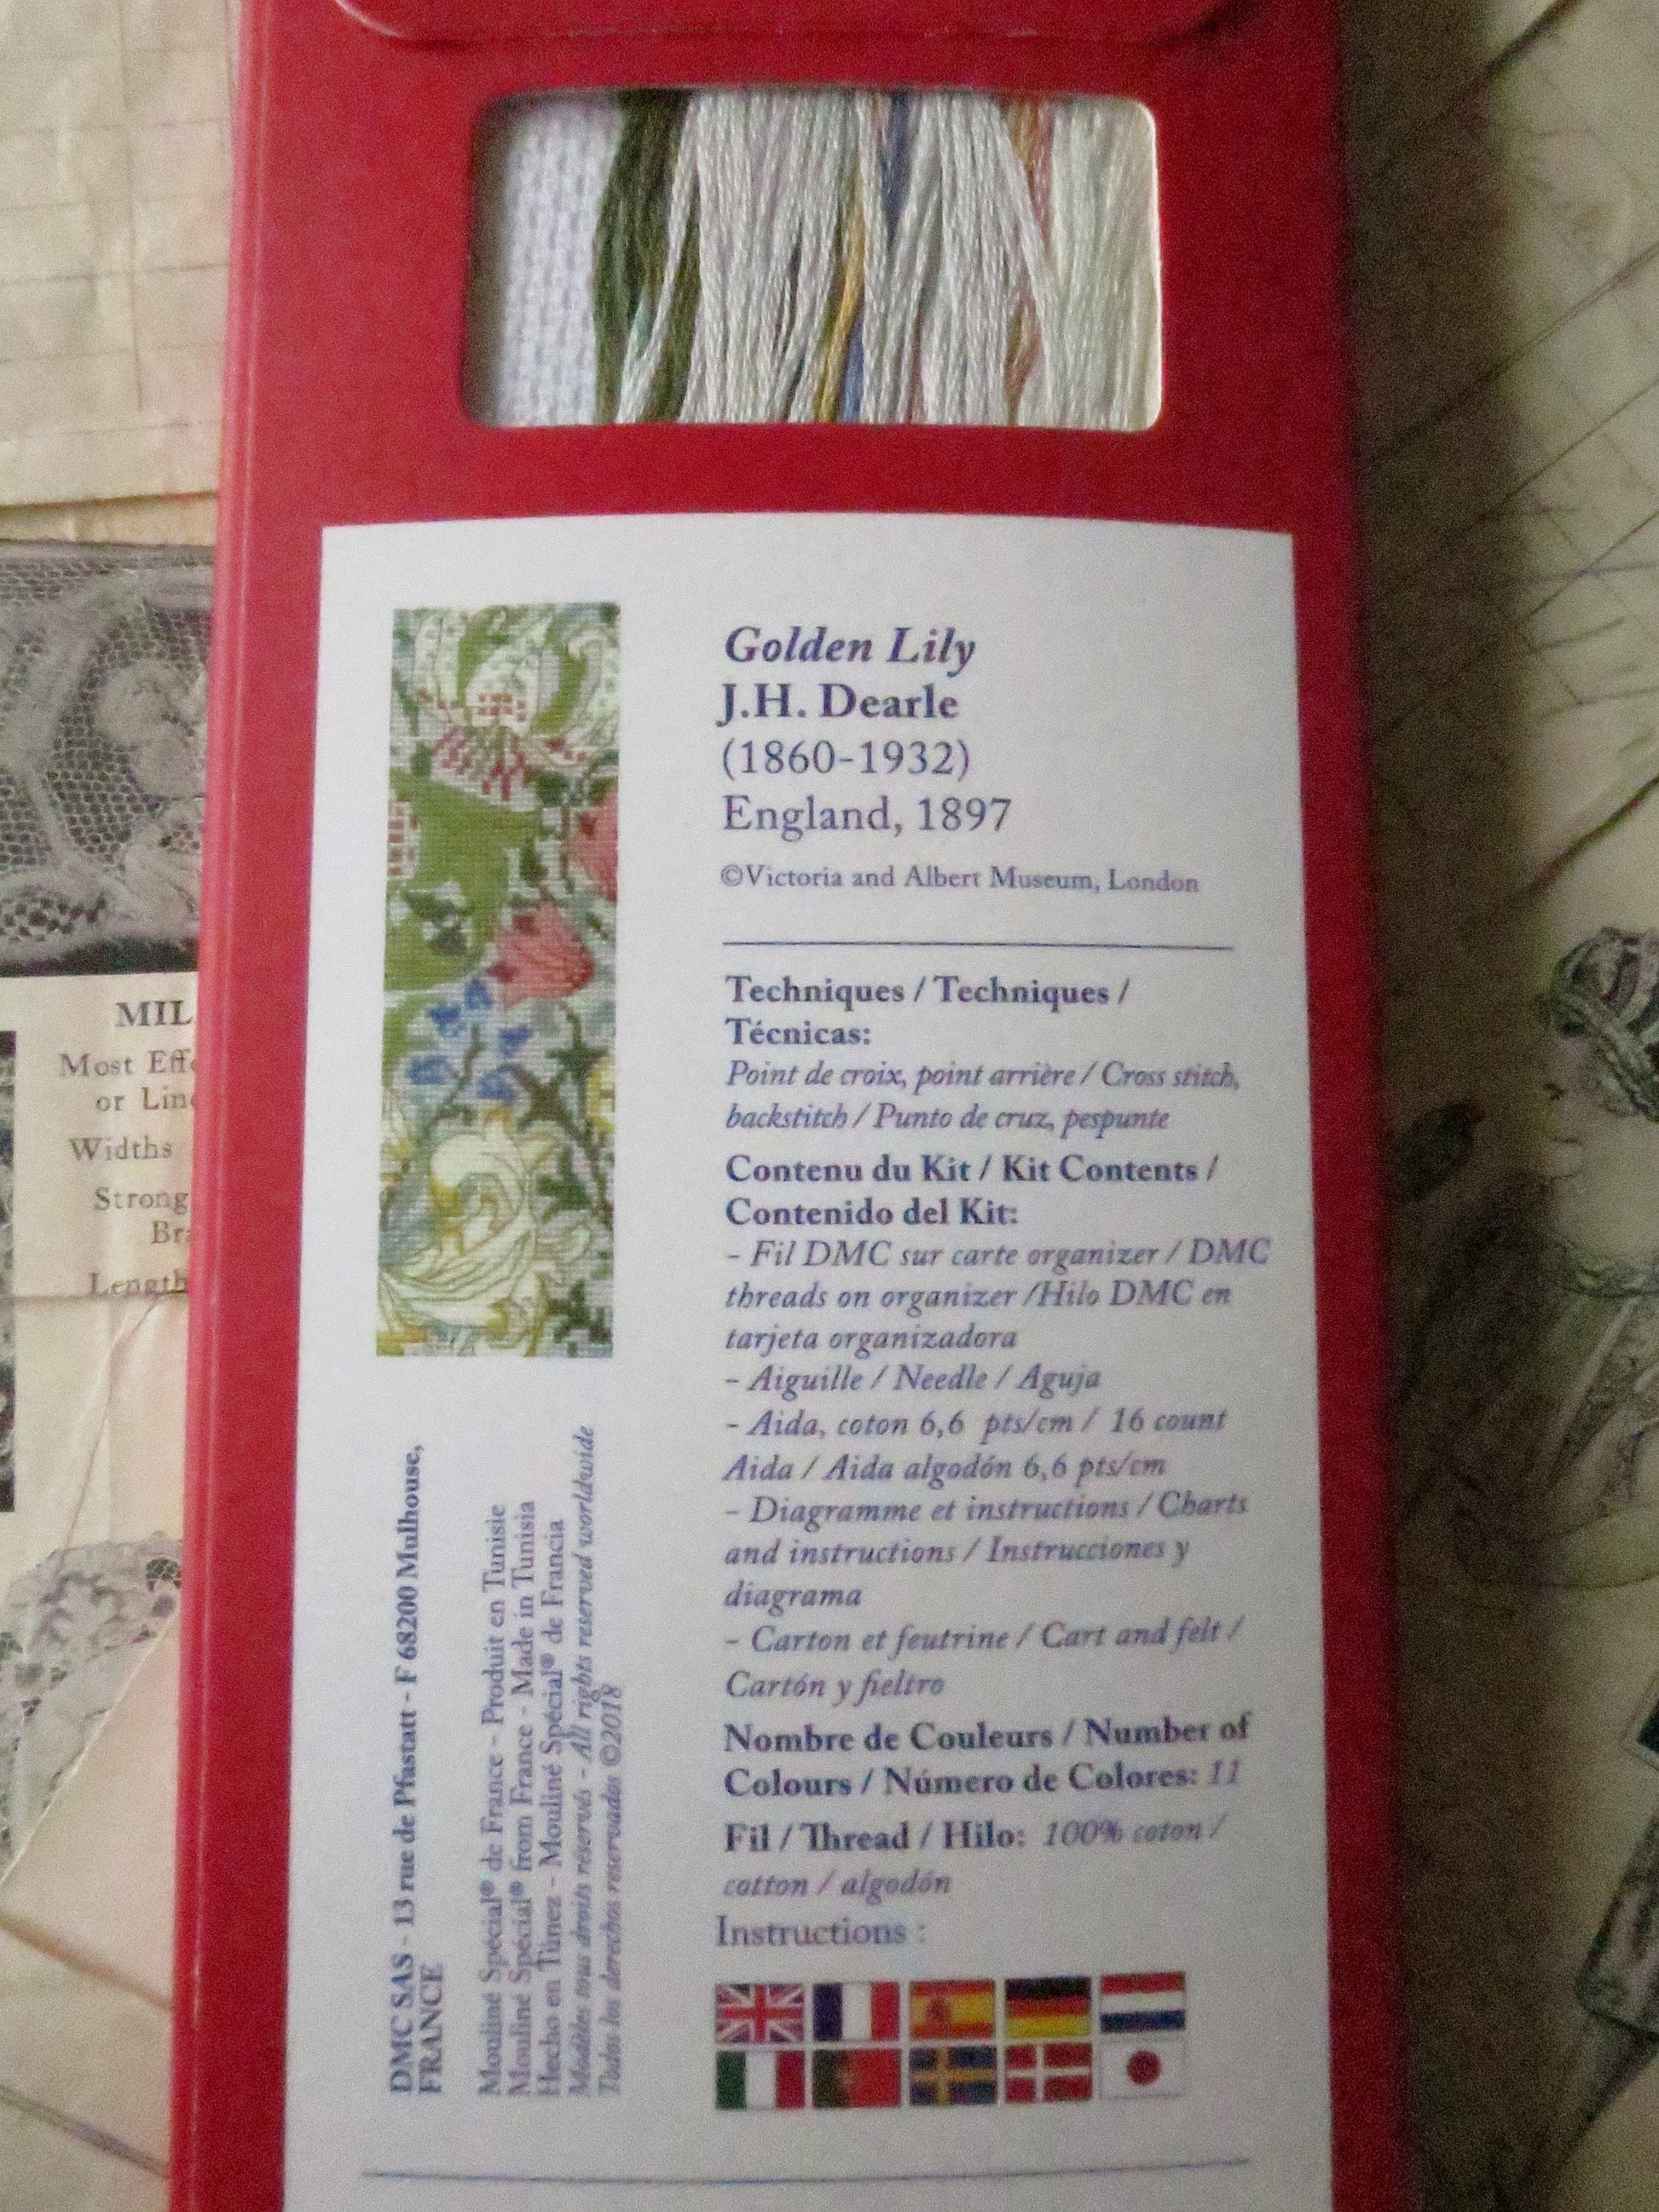 Golden Lily
J.H. Dearle
(1860-1932)
England, 1897
©Victoria and Albert Museum, London
Techniques / Techniques /
Técnicas:
Point de croix, point arrière / Cross stitch,
backstitch / Punto de cruz, pespunte
Contenu du Kit / Kit Contents /
Contenido del Kit:
- Fil DMC sur carte organizer / DMC
threads on organizer /Hilo DMC en
tarjeta organizadora
- Aiguille / Needle / Aguja
- Aida, coton 6,6 pts/cm / 16 count
Aida / Aida algodón 6,6 pts/cm
- Diagramme et instructions / Charts
and instructions / Instrucciones y
diagrama
- Carton et feutrine / Cart and felt /
Cartón y fieltro
Nombre de Couleurs / Number of
Colours / Número de Colores: 11
Fil / Thread / Hilo: 100% coton /
cotton / algodón
Instructions :
DMC SAS - 13 rue de Pfastatt - F 68200 Mulhouse,
FRANCE
Mouliné Spécial® de France - Produit en Tunisie
Mouliné Spécial® from France - Made in Tunisia
Hecho en Túnez - Mouliné Spécial® de Francia
Modèles tous droits réservés - All rights reserved worldwide
Todos los derechos reservados ©2018
MIL
Most Eff
or Lin
Widths
Strong
Br
Length